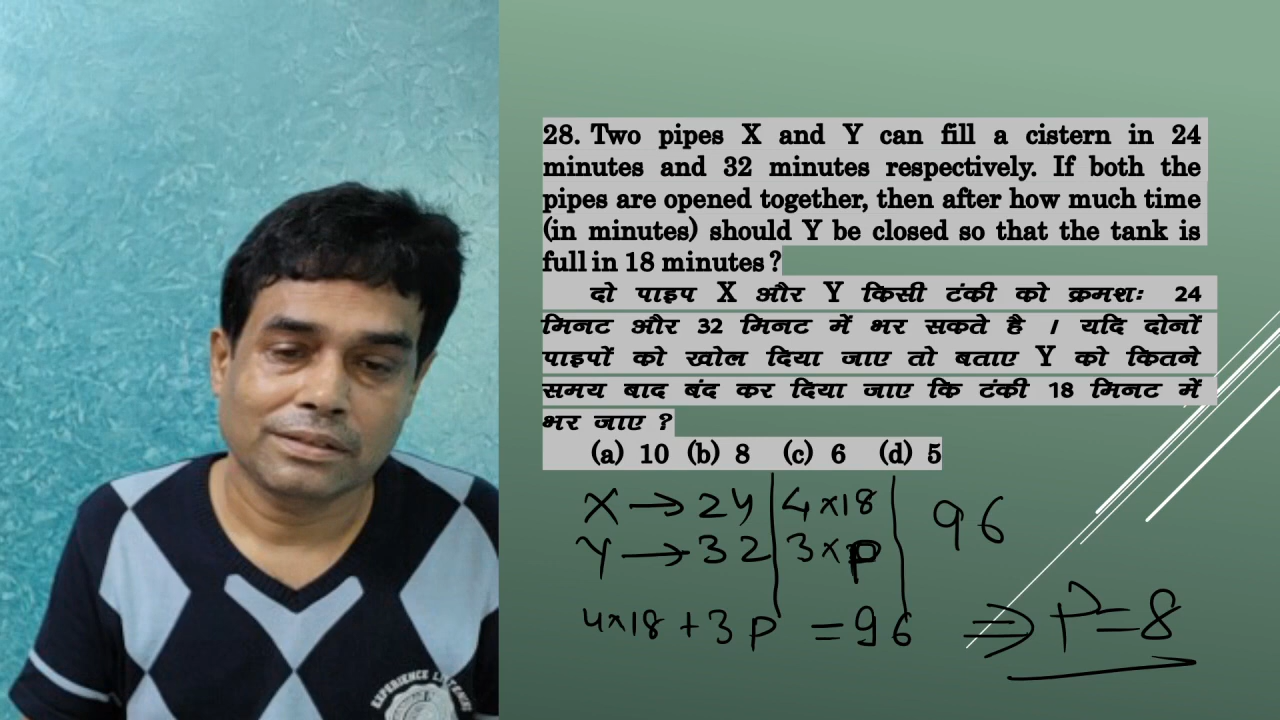 28. Two pipes X and Y can fill a cistern in 24
minutes and 32 minutes respectively. If both the
pipes are opened together, then after how much time
(in minutes) should Y be closed so that the tank is
full in 18 minutes ?
दो पाइप X और Y किसी टंकी को क्रमशः 24
मिनट और 32 मिनट में भर सकते है । यदि दोनों
पाइपों को खोल दिया जाए तो बताए Y को कितने
समय बाद बंद कर दिया जाए कि टंकी 18 मिनट में
भर जाए ?
(a) 10 (b) 8 (c) 6 (d) 5
X → 24 | 4×18 | 96
Y → 32 | 3×P
4×18 + 3P = 96 ⇒ P=8
EXPERIENCE